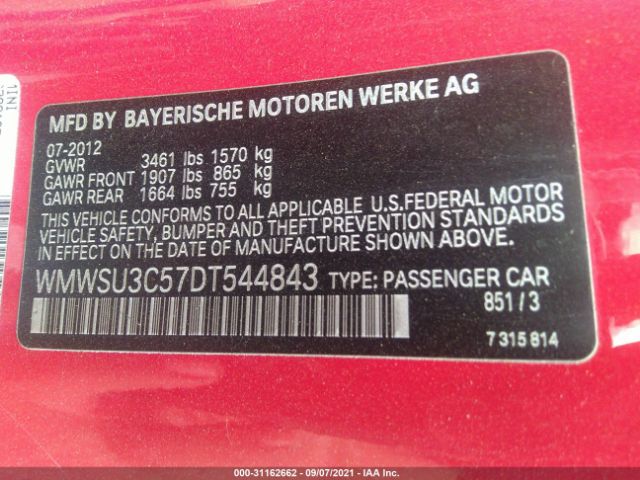 MFD BY BAYERISCHE MOTOREN WERKE AG
07-2012
GVWR 3461 lbs 1570 kg
GAWR FRONT 1907 lbs 865 kg
GAWR REAR 1664 lbs 755 kg
THIS VEHICLE CONFORMS TO ALL APPLICABLE U.S.FEDERAL MOTOR
VEHICLE SAFETY, BUMPER AND THEFT PREVENTION STANDARDS
IN EFFECT ON THE DATE OF MANUFACTURE SHOWN ABOVE.
WMWSU3C57DT544843 TYPE: PASSENGER CAR
851/3
7 315 814
000-31162662 - 09/07/2021 - IAA Inc.